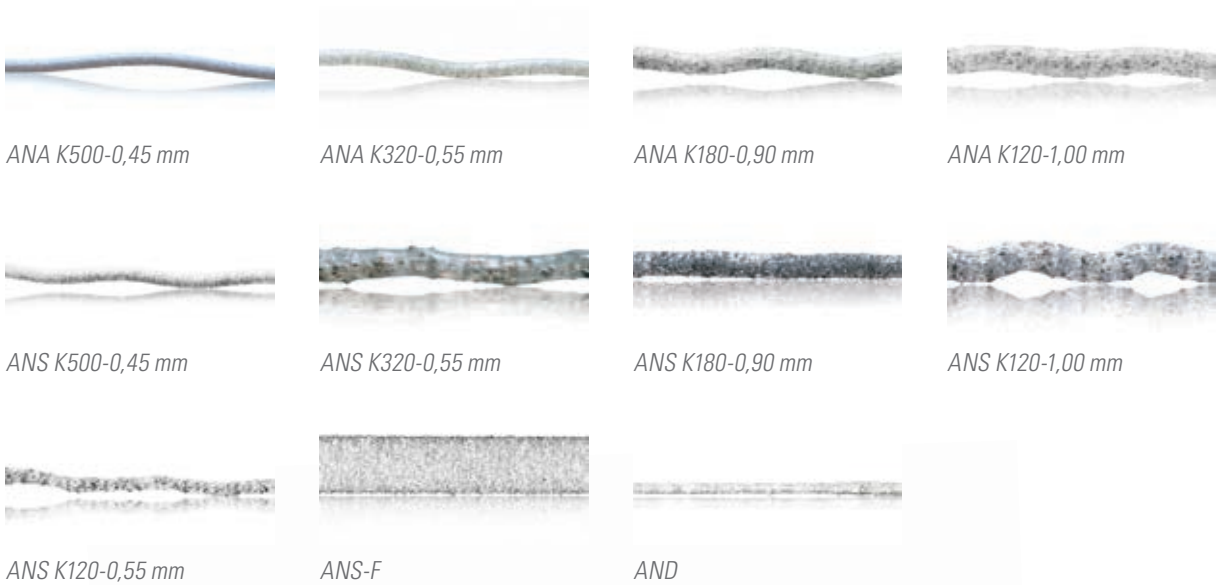 ANA K500-0,45 mm
ANA K320-0,55 mm
ANA K180-0,90 mm
ANA K120-1,00 mm
ANS K500-0,45 mm
ANS K320-0,55 mm
ANS K180-0,90 mm
ANS K120-1,00 mm
ANS K120-0,55 mm
ANS-F
AND